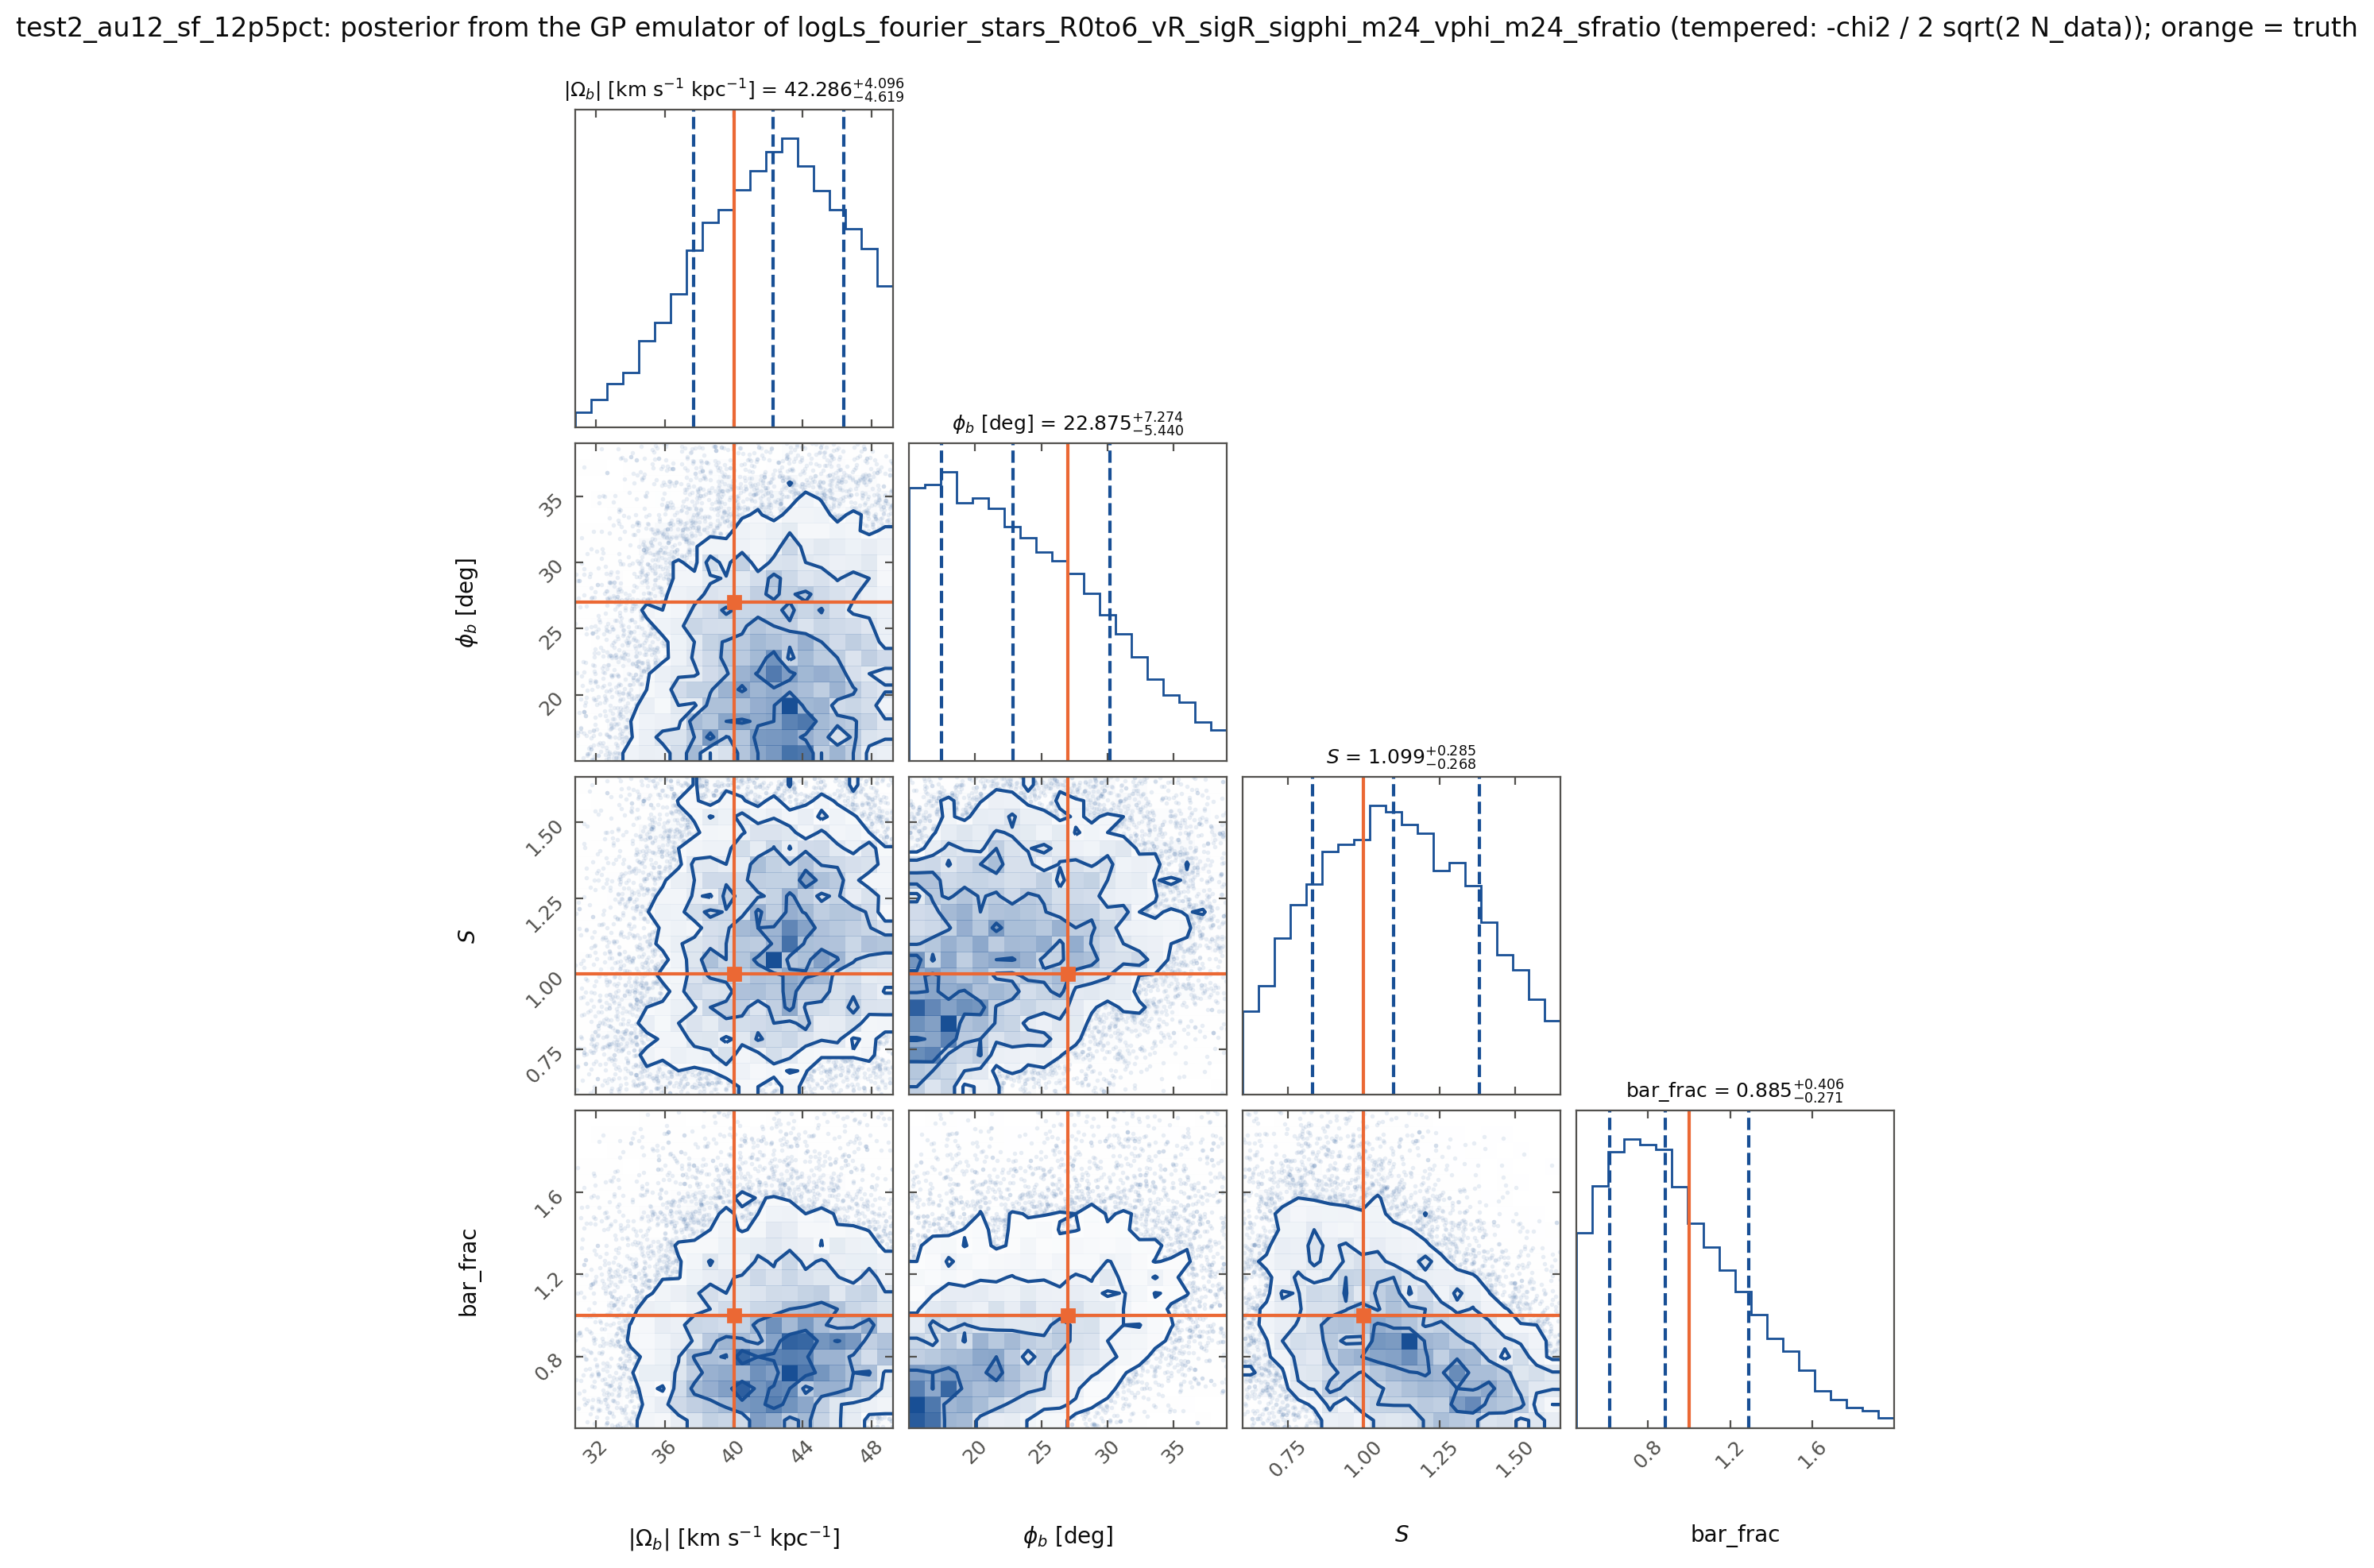 test2_au12_sf_12p5pct: posterior from the GP emulator of logLs_fourier_stars_R0to6_vR_sigR_sigphi_m24_vphi_m24_sfratio (tempered: -chi2 / 2 sqrt(2 N_data)); orange = truth
|Ω_b| [km s⁻¹ kpc⁻¹] = 42.286^{+4.096}_{−4.619}
ϕ_b [deg] = 22.875^{+7.274}_{−5.440}
35
30
25
20
ϕ_b [deg]
S = 1.099^{+0.285}_{−0.268}
1.50
1.25
1.00
0.75
S
bar_frac = 0.885^{+0.406}_{−0.271}
1.6
1.2
0.8
bar_frac
32 36 40 44 48
20 25 30 35
0.75 1.00 1.25 1.50
0.8 1.2 1.6
|Ω_b| [km s⁻¹ kpc⁻¹]
ϕ_b [deg]
S
bar_frac